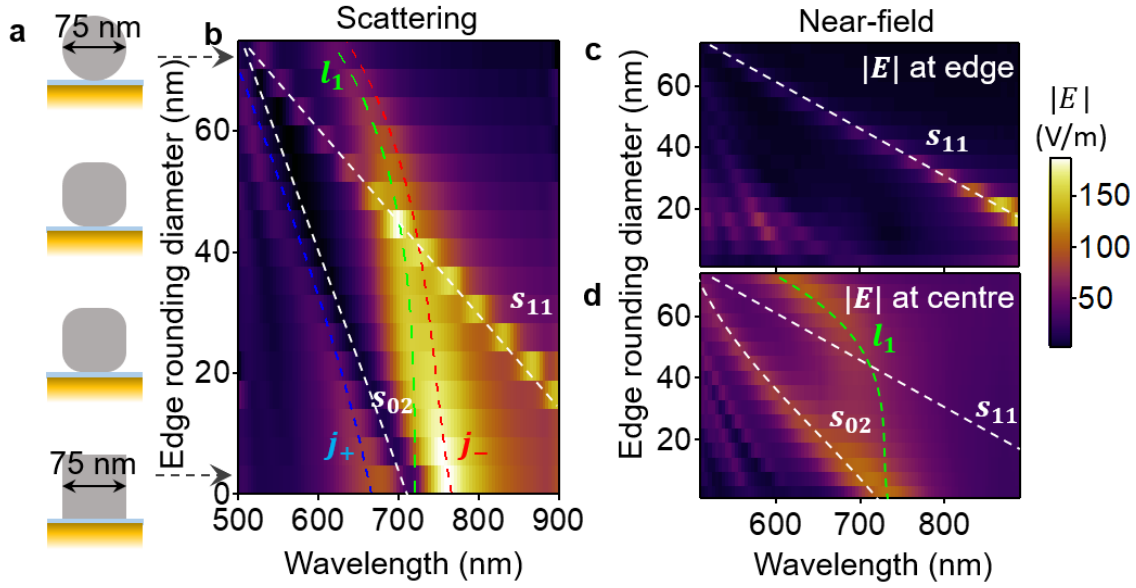 a
75 nm
75 nm
b
Scattering
Edge rounding diameter (nm)
60
40
20
0
500
600
700
800
900
Wavelength (nm)
l₁
s₁₁
s₀₂
j₊
j₋
Near-field
c
|E| at edge
s₁₁
60
40
20
d
|E| at centre
l₁
s₀₂
s₁₁
60
40
20
Edge rounding diameter (nm)
600
700
800
Wavelength (nm)
|E|
(V/m)
150
100
50